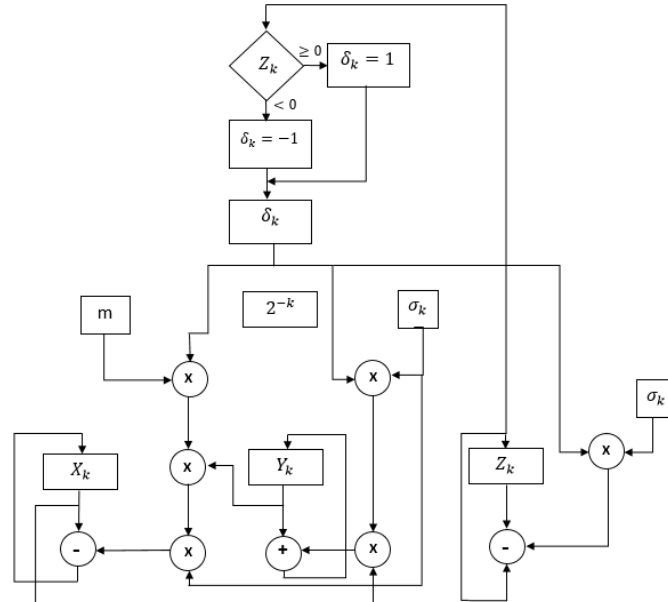 ≥ 0
Z_k
δ_k = 1
< 0
δ_k = −1
δ_k
m
2^{-k}
σ_k
x
x
σ_k
X_k
x
Y_k
Z_k
x
-
x
+
x
-